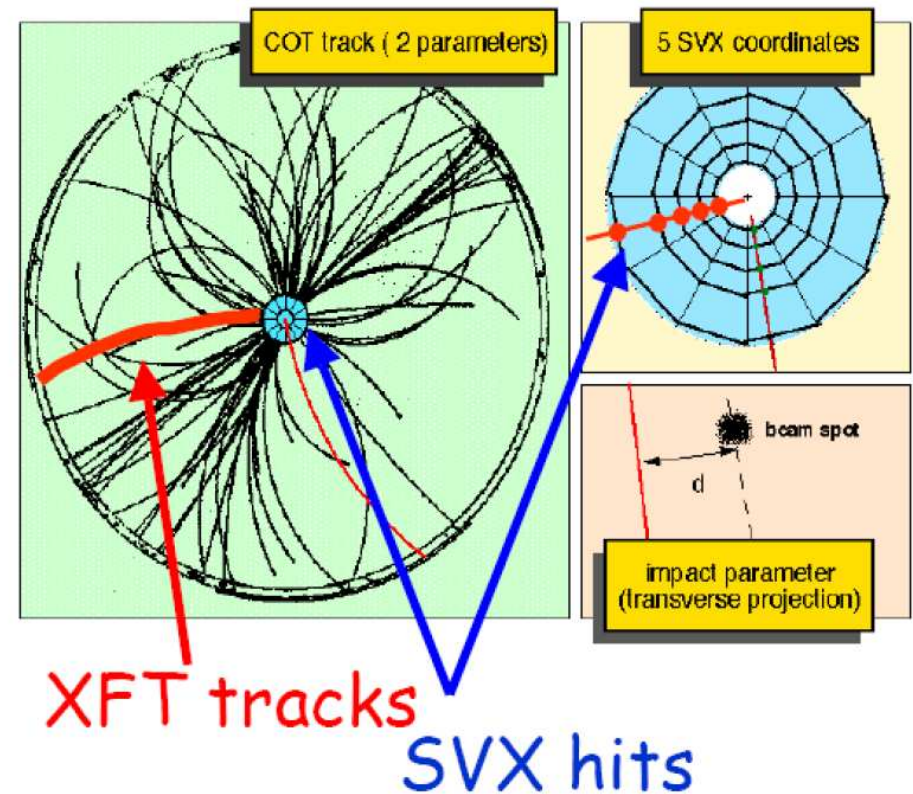 COT track ( 2 parameters)
5 SVX coordinates
beam spot
d
impact parameter
(transverse projection)
XFT tracks
SVX hits